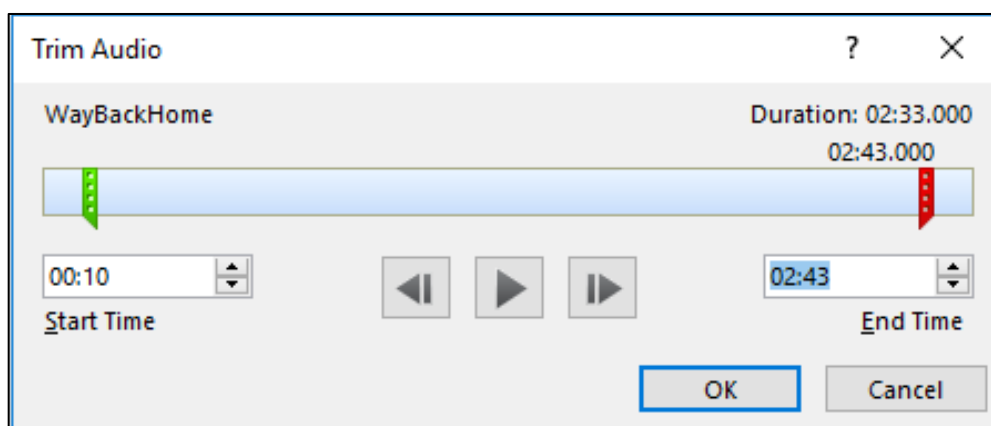 Trim Audio ?
WayBackHome Duration: 02:33.000
02:43.000
00:10 02:43
Start Time End Time
OK Cancel